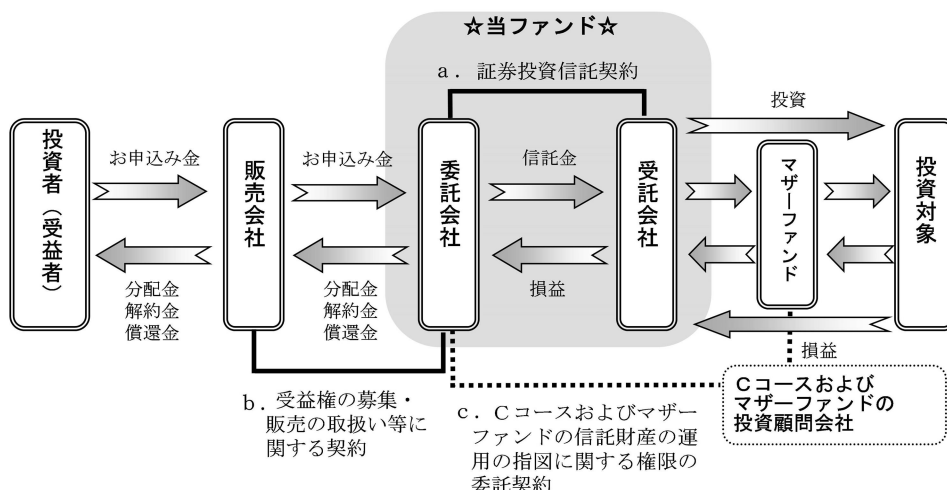 ☆当ファンド☆
a．証券投資信託契約
投資者（受益者）
お申込み金
分配金
解約金
償還金
販売会社
お申込み金
分配金
解約金
償還金
委託会社
信託金
損益
受託会社
投資
マザーファンド
損益
投資対象
b．受益権の募集・
販売の取扱い等に
関する契約
c．Ｃコースおよびマザー
ファンドの信託財産の運
用の指図に関する権限の
委託契約
Ｃコースおよび
マザーファンドの
投資顧問会社